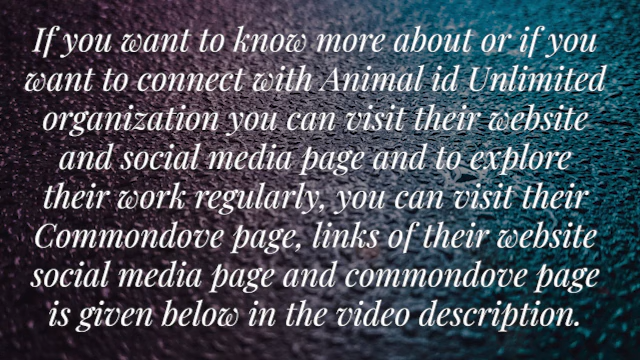 If you want to know more about or if you
want to connect with Animal id Unlimited
organization you can visit their website
and social media page and to explore
their work regularly, you can visit their
Commondove page, links of their website
social media page and commondove page
is given below in the video description.